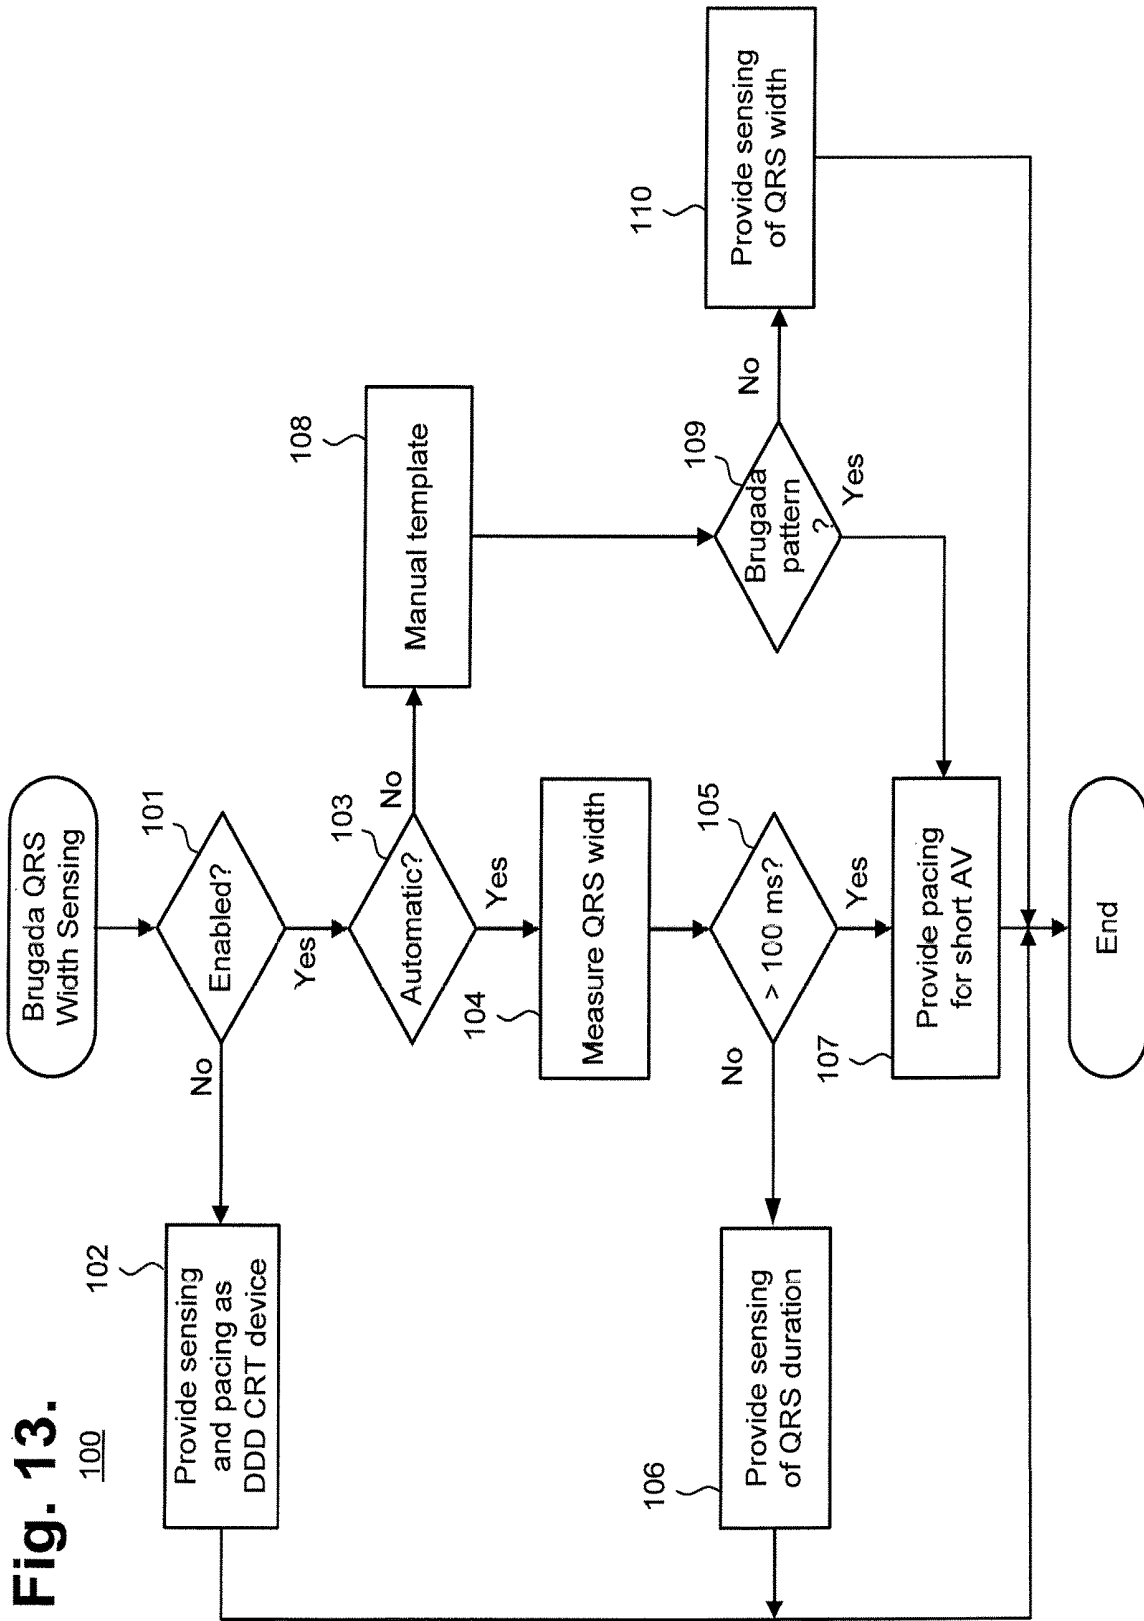 Fig. 13.
100
Brugada QRS
Width Sensing
101
Enabled?
No
Yes
102
Provide sensing
and pacing as
DDD CRT device
103
Automatic?
No
Yes
108
Manual template
104
Measure QRS width
109
Brugada
pattern
?
No
Yes
110
Provide sensing
of QRS width
105
> 100 ms?
No
Yes
106
Provide sensing
of QRS duration
107
Provide pacing
for short AV
End